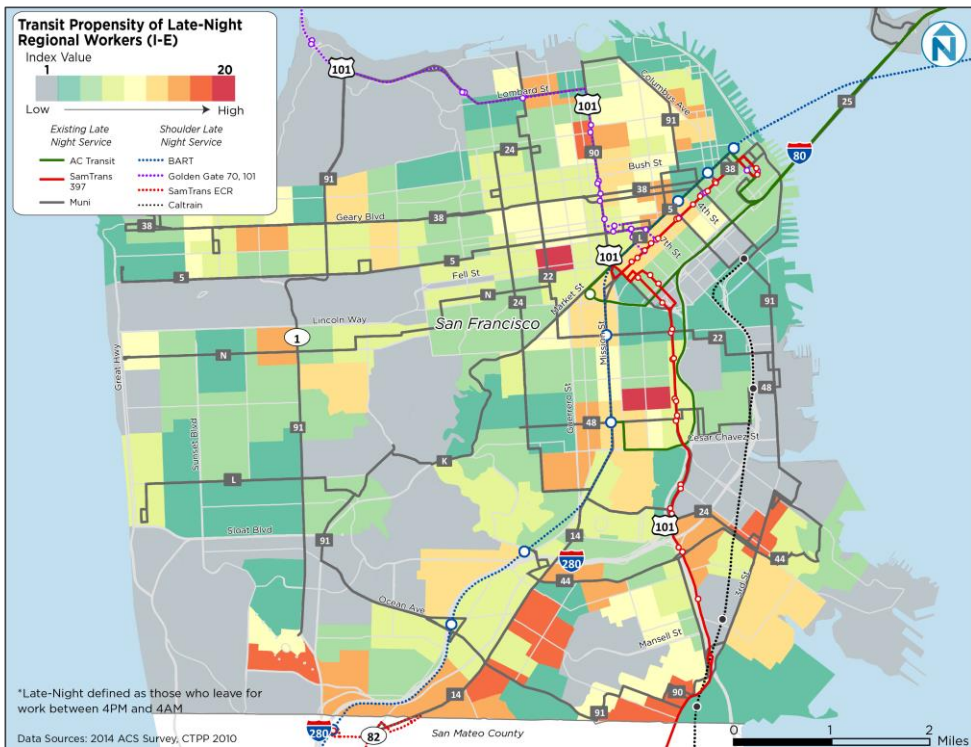 Transit Propensity of Late-Night
Regional Workers (I-E)
Index Value
1 20
Low High
Existing Late
Night Service
Shoulder Late
Night Service
AC Transit
SamTrans
397
Muni
BART
Golden Gate 70, 101
SamTrans ECR
Caltrain
N
101
Lombard St
101
Columbus Ave
25
91
24
90
80
91
Bush St
38
38
38
Geary Blvd
38
5
4th St
L
7th St
5
5
101
Fell St
22
Market St
N
24
91
Lincoln Way
San Francisco
1
Great Hwy
N
Mission St
22
48
Sunset Blvd
91
Guerrero St
48
Cesar Chavez St
K
L
Sloat Blvd
101
24
91
14
280
44
44
3rd St
Ocean Ave
Mansell St
14
90
91
*Late-Night defined as those who leave for
work between 4PM and 4AM
280
82
San Mateo County
0 1 2
Miles
Data Sources: 2014 ACS Survey, CTPP 2010